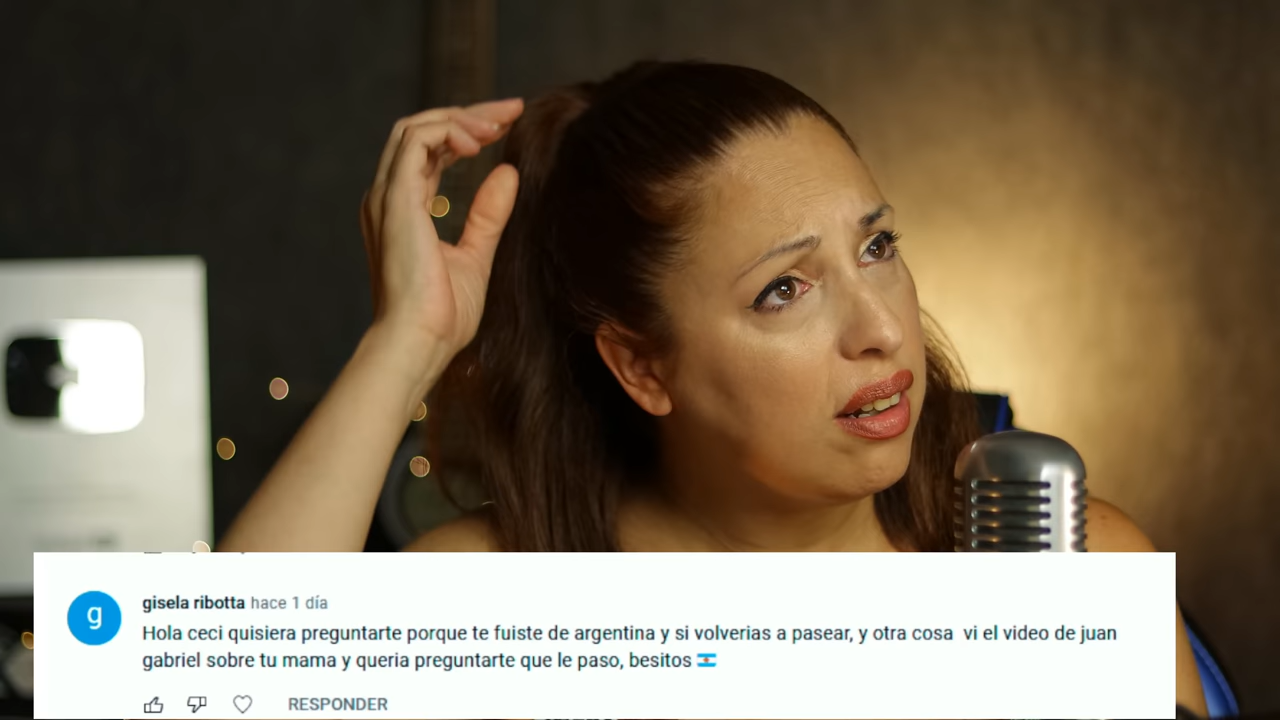 g
gisela ribotta hace 1 día
Hola ceci quisiera preguntarte porque te fuiste de argentina y si volverias a pasear, y otra cosa  vi el video de juan
gabriel sobre tu mama y queria preguntarte que le paso, besitos 🇦🇷
RESPONDER